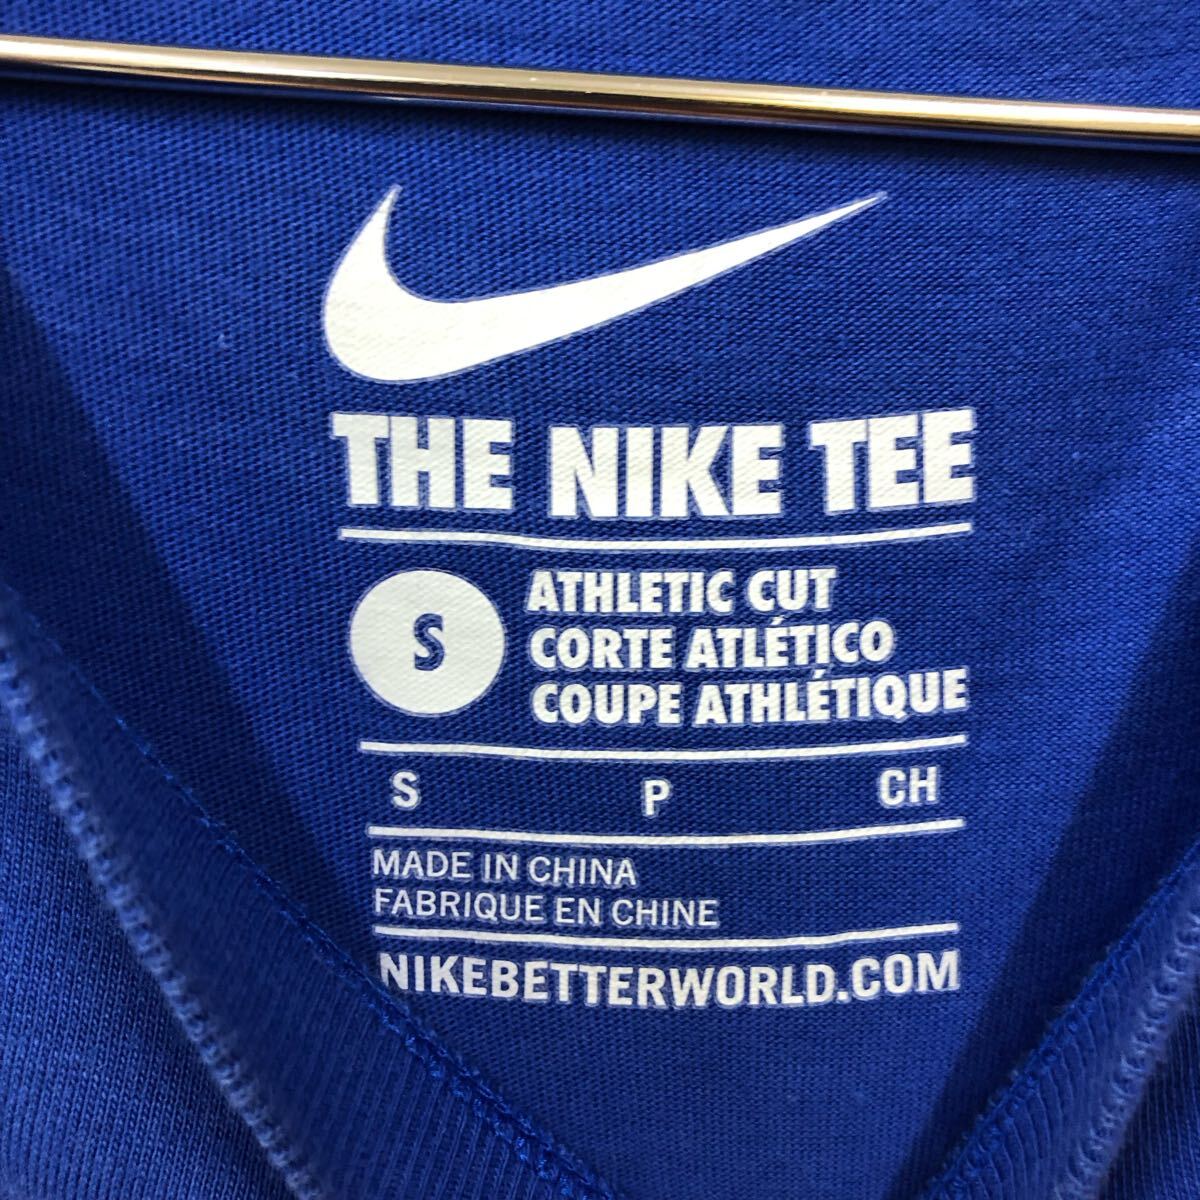 THE NIKE TEE
S
ATHLETIC CUT
CORTE ATLÉTICO
COUPE ATHLÉTIQUE
S P CH
MADE IN CHINA
FABRIQUE EN CHINE
NIKEBETTERWORLD.COM